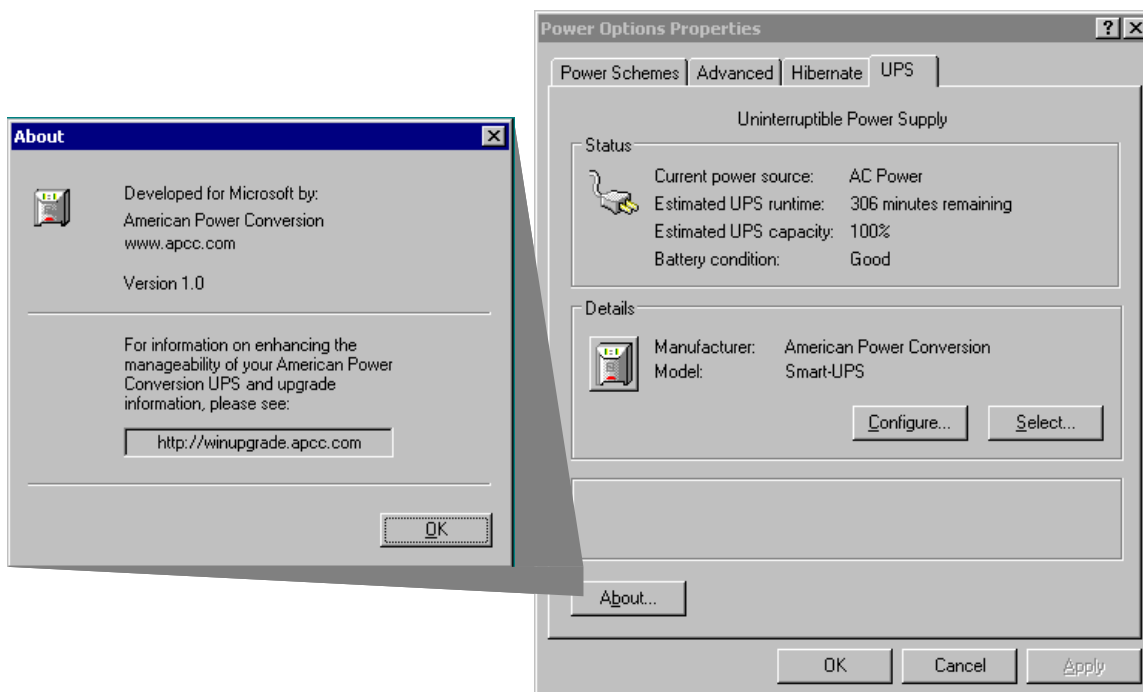 About
Developed for Microsoft by:
American Power Conversion
www.apcc.com
Version 1.0
For information on enhancing the
manageability of your American Power
Conversion UPS and upgrade
information, please see:
http://winupgrade.apcc.com
OK
Power Options Properties
Power Schemes Advanced Hibernate UPS
Uninterruptible Power Supply
Status
Current power source: AC Power
Estimated UPS runtime: 306 minutes remaining
Estimated UPS capacity: 100%
Battery condition: Good
Details
Manufacturer: American Power Conversion
Model: Smart-UPS
Configure... Select...
About...
OK Cancel Apply